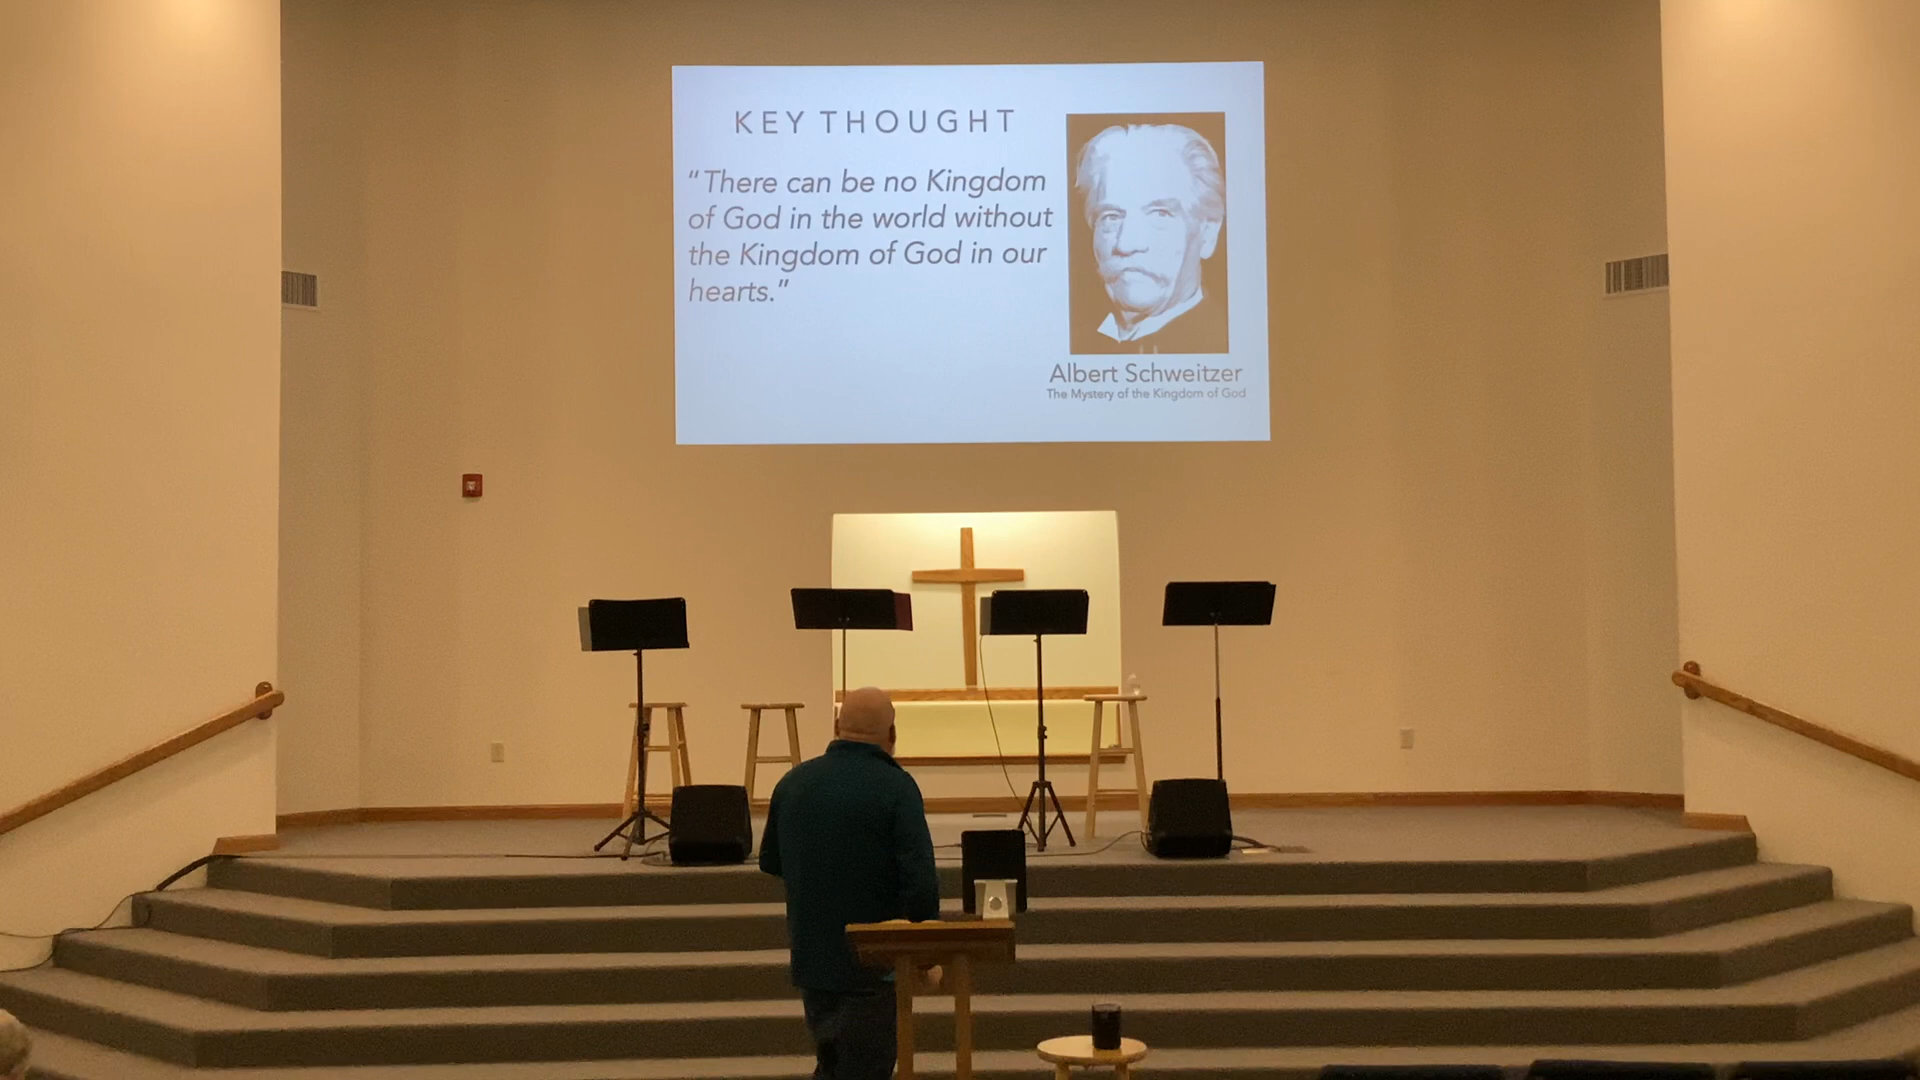 KEY THOUGHT
“There can be no Kingdom
of God in the world without
the Kingdom of God in our
hearts.”
Albert Schweitzer
The Mystery of the Kingdom of God